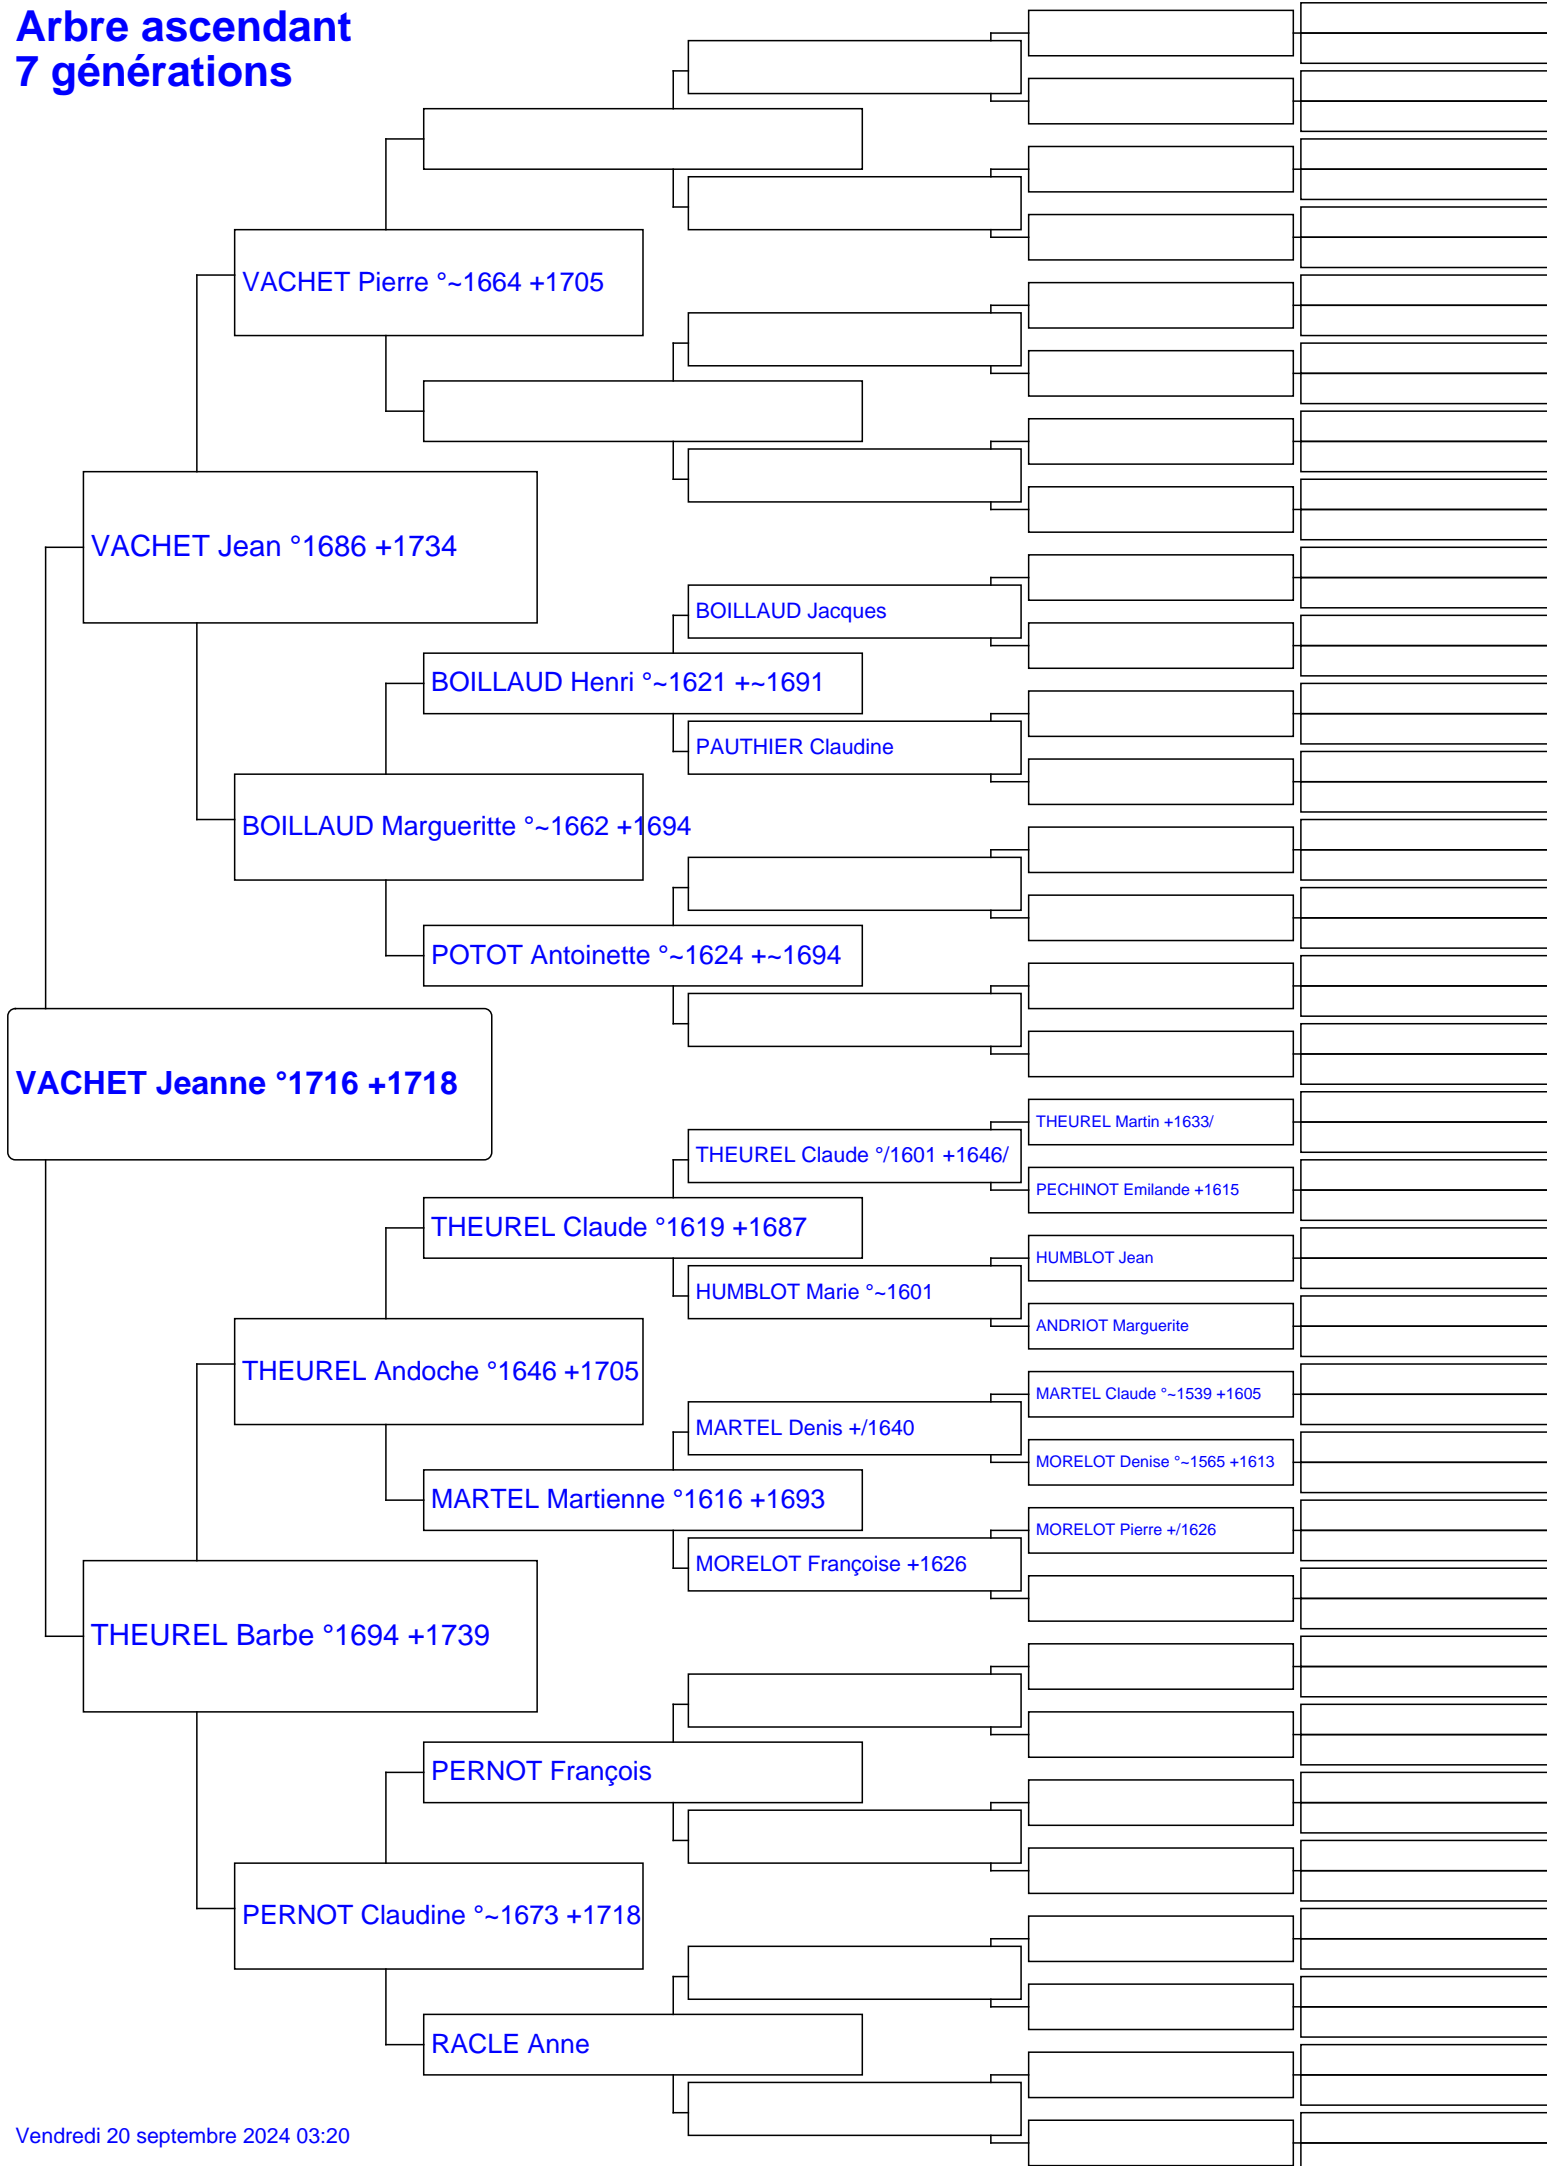 Arbre ascendant
7 générations
VACHET Pierre °~1664 +1705
VACHET Jean °1686 +1734
BOILLAUD Jacques
BOILLAUD Henri °~1621 +~1691
PAUTHIER Claudine
BOILLAUD Margueritte °~1662 +1694
POTOT Antoinette °~1624 +~1694
VACHET Jeanne °1716 +1718
THEUREL Martin +1633/
THEUREL Claude °/1601 +1646/
PECHINOT Emilande +1615
THEUREL Claude °1619 +1687
HUMBLOT Jean
HUMBLOT Marie °~1601
ANDRIOT Marguerite
THEUREL Andoche °1646 +1705
MARTEL Claude °~1539 +1605
MARTEL Denis +/1640
MORELOT Denise °~1565 +1613
MARTEL Martienne °1616 +1693
MORELOT Pierre +/1626
MORELOT Françoise +1626
THEUREL Barbe °1694 +1739
PERNOT François
PERNOT Claudine °~1673 +1718
RACLE Anne
Vendredi 20 septembre 2024 03:20